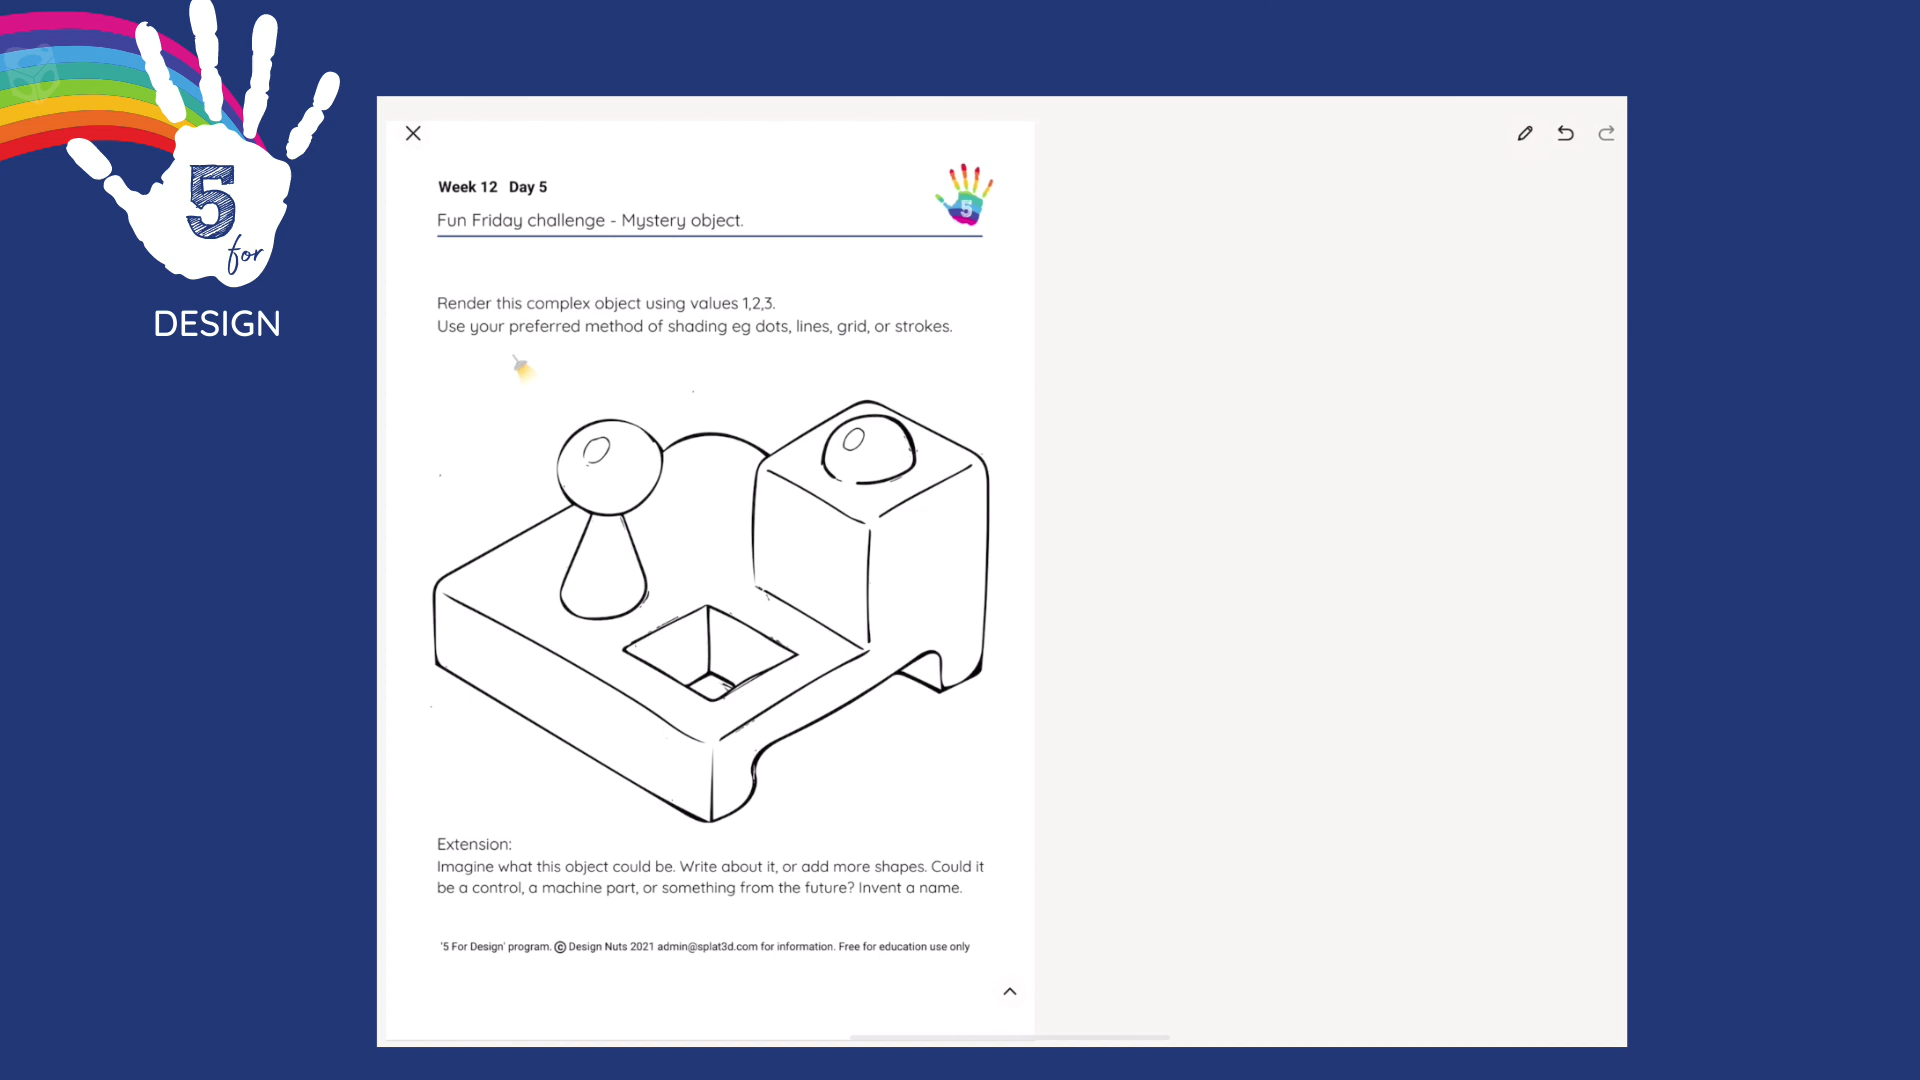 5
for
DESIGN
Week 12 Day 5
5
Fun Friday challenge - Mystery object.
Render this complex object using values 1,2,3.
Use your preferred method of shading eg dots, lines, grid, or strokes.
Extension:
Imagine what this object could be. Write about it, or add more shapes. Could it
be a control, a machine part, or something from the future? Invent a name.
'5 For Design' program. © Design Nuts 2021 admin@splat3d.com for information. Free for education use only